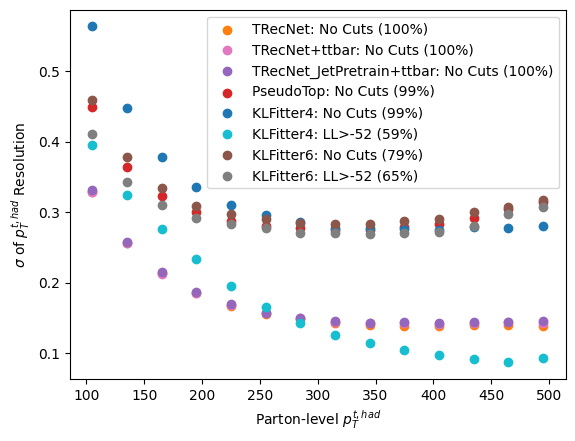 TRecNet: No Cuts (100%)
TRecNet+ttbar: No Cuts (100%)
TRecNet_JetPretrain+ttbar: No Cuts (100%)
PseudoTop: No Cuts (99%)
KLFitter4: No Cuts (99%)
KLFitter4: LL>-52 (59%)
KLFitter6: No Cuts (79%)
KLFitter6: LL>-52 (65%)
σ of p_T^{t,had} Resolution
0.5
0.4
0.3
0.2
0.1
100 150 200 250 300 350 400 450 500
Parton-level p_T^{t,had}